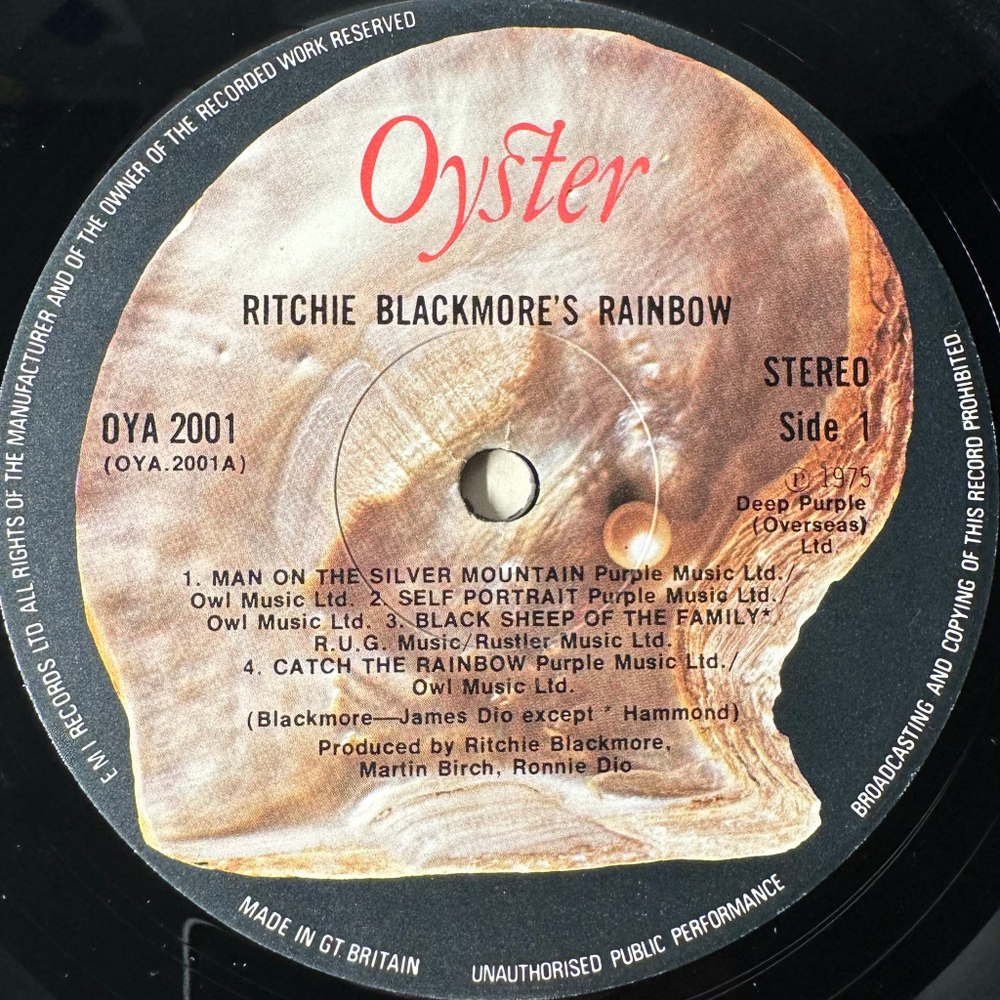 E.M.I RECORDS LTD ALL RIGHTS OF THE MANUFACTURER AND OF THE OWNER OF THE RECORDED WORK RESERVED
Oyster
RITCHIE BLACKMORE'S RAINBOW
STEREO
OYA 2001
Side 1
(OYA.2001A)
℗ 1975
Deep Purple
(Overseas)
Ltd
1. MAN ON THE SILVER MOUNTAIN Purple Music Ltd./
Owl Music Ltd. 2. SELF PORTRAIT Purple Music Ltd./
Owl Music Ltd. 3. BLACK SHEEP OF THE FAMILY*
R.U.G. Music/Rustler Music Ltd.
4. CATCH THE RAINBOW Purple Music Ltd./
Owl Music Ltd.
(Blackmore—James Dio except * Hammond)
Produced by Ritchie Blackmore,
Martin Birch, Ronnie Dio
BROADCASTING AND COPYING OF THIS RECORD PROHIBITED.
UNAUTHORISED PUBLIC PERFORMANCE
MADE IN GT. BRITAIN